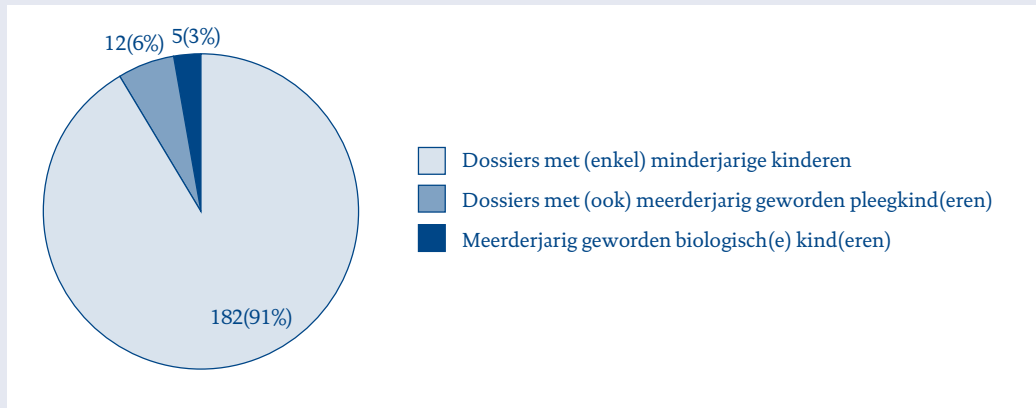 12(6%) 5(3%)
Dossiers met (enkel) minderjarige kinderen
Dossiers met (ook) meerderjarig geworden pleegkind(eren)
Meerderjarig geworden biologisch(e) kind(eren)
182(91%)